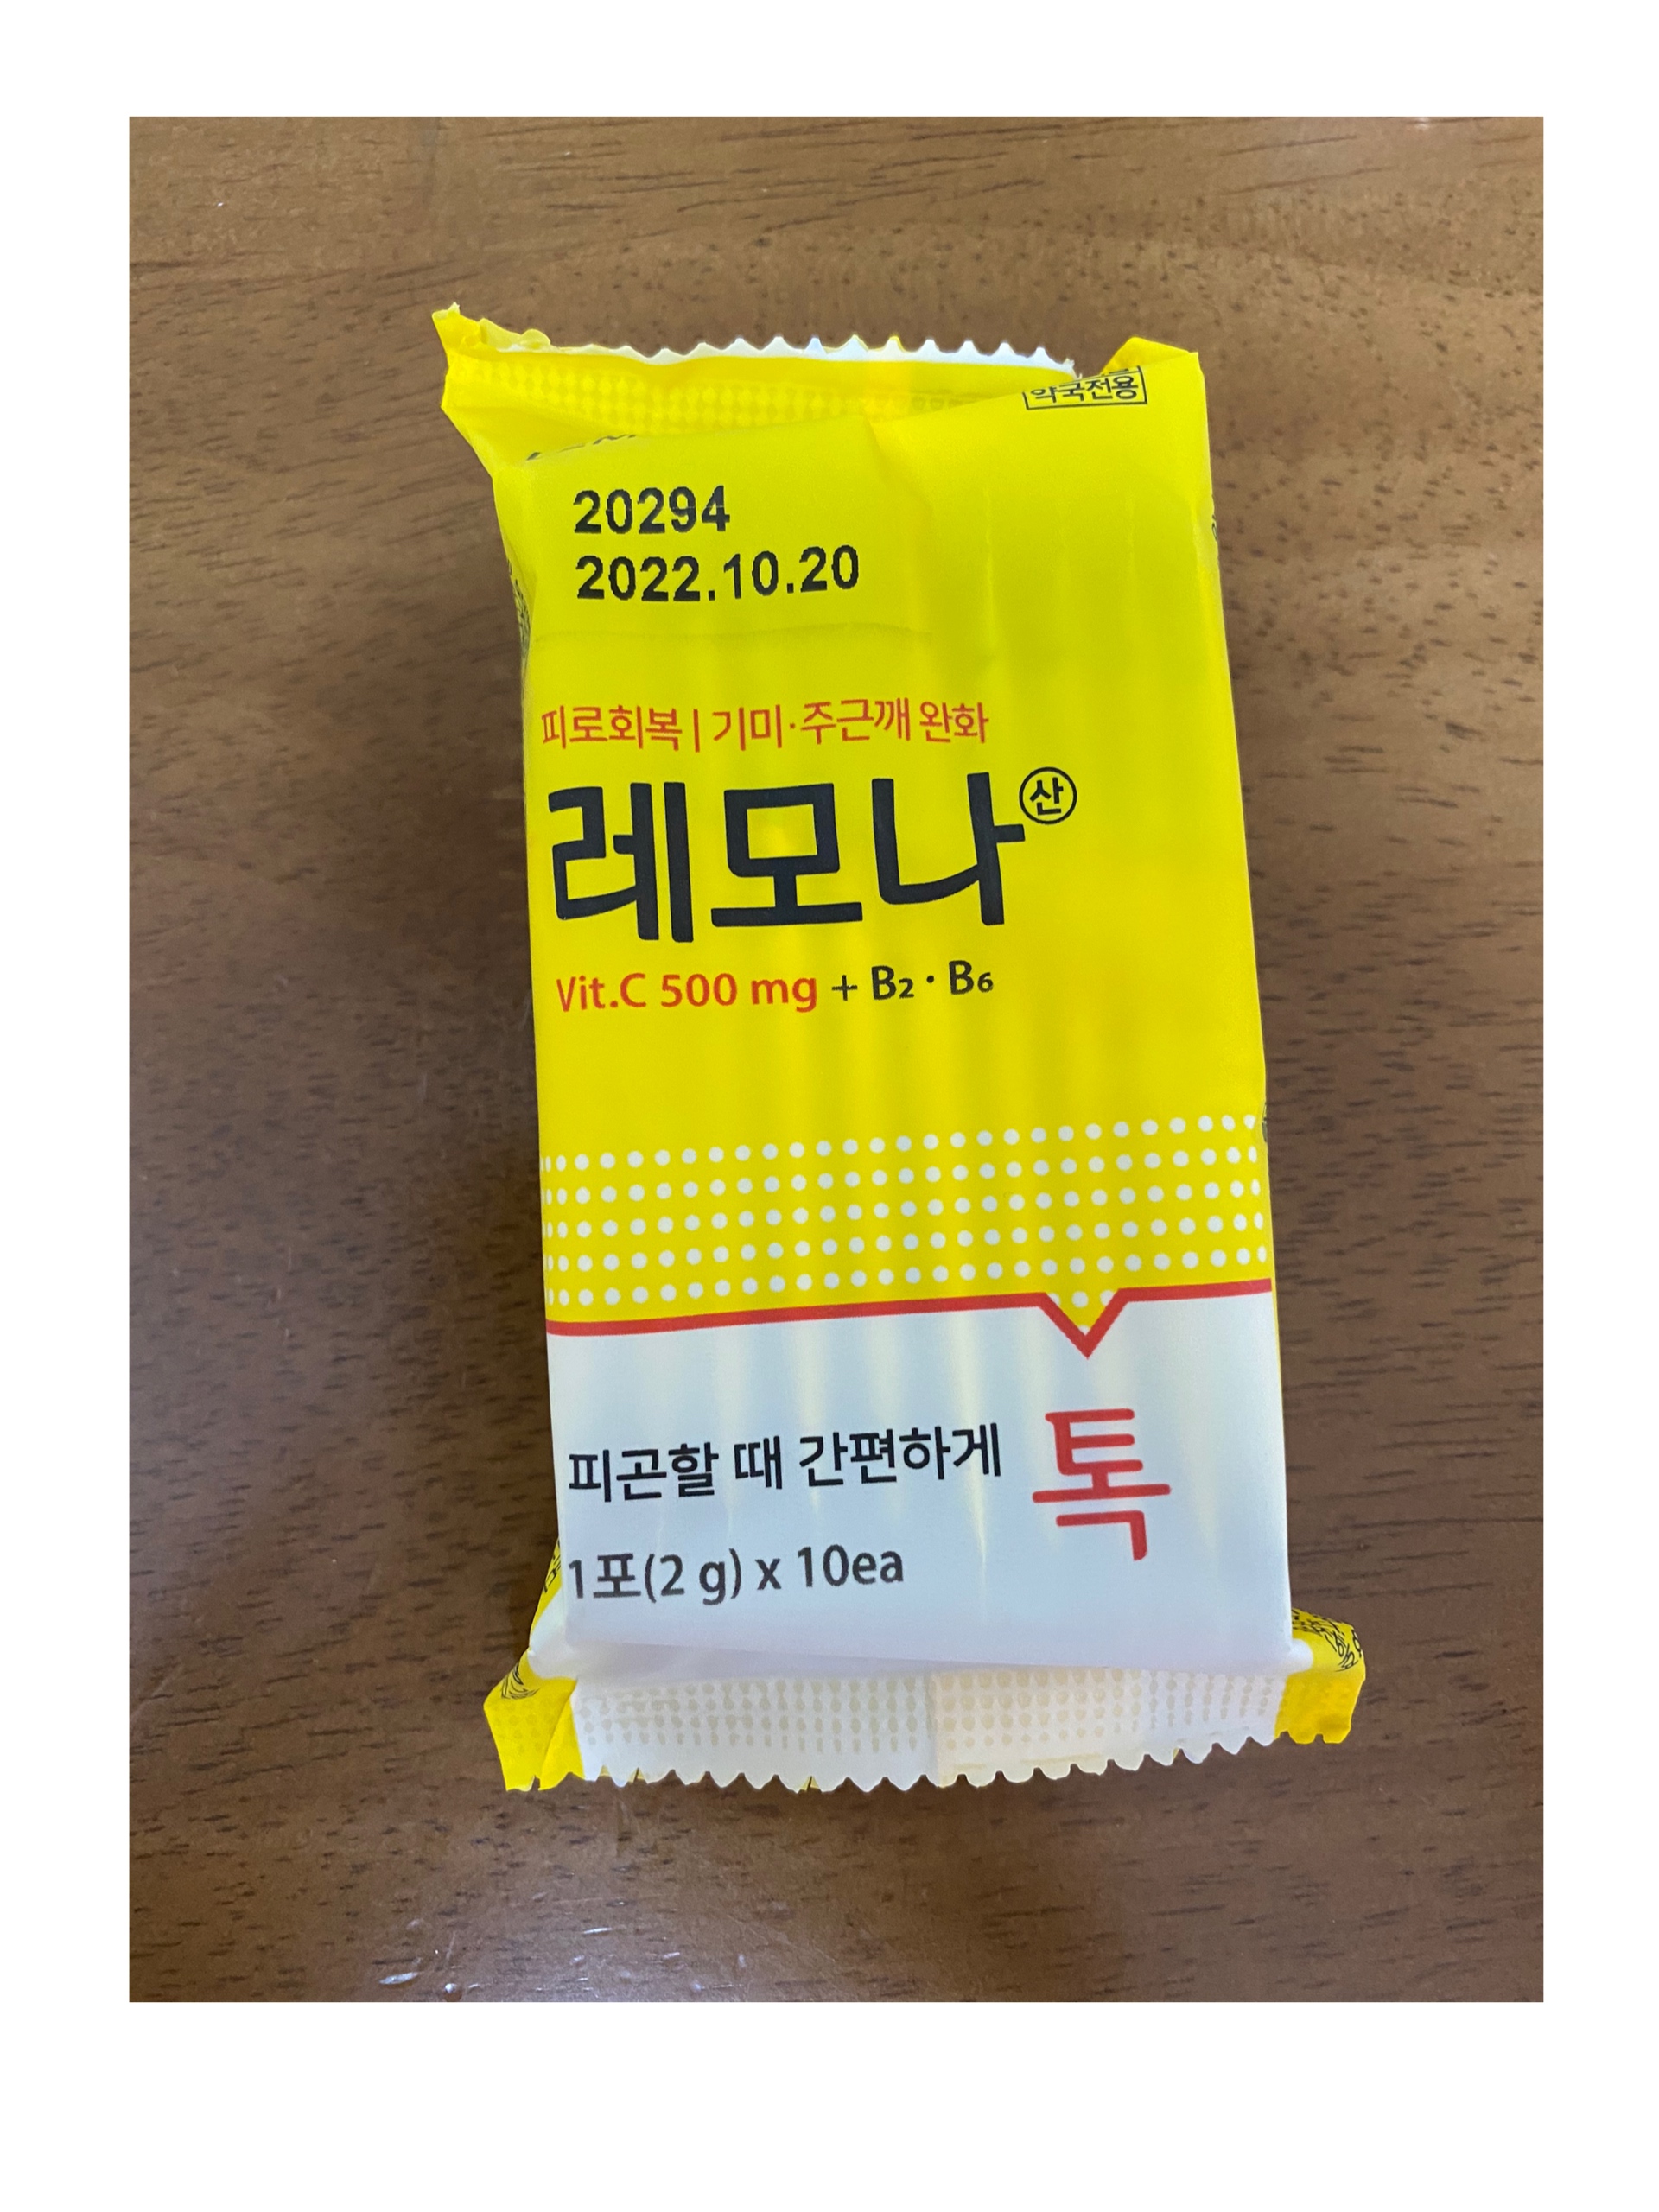 약국전용
20294
2022.10.20
피로회복 | 기미·주근깨 완화
레모나 산
Vit.C 500 mg + B₂ · B₆
피곤할 때 간편하게 톡
1포(2 g) x 10ea